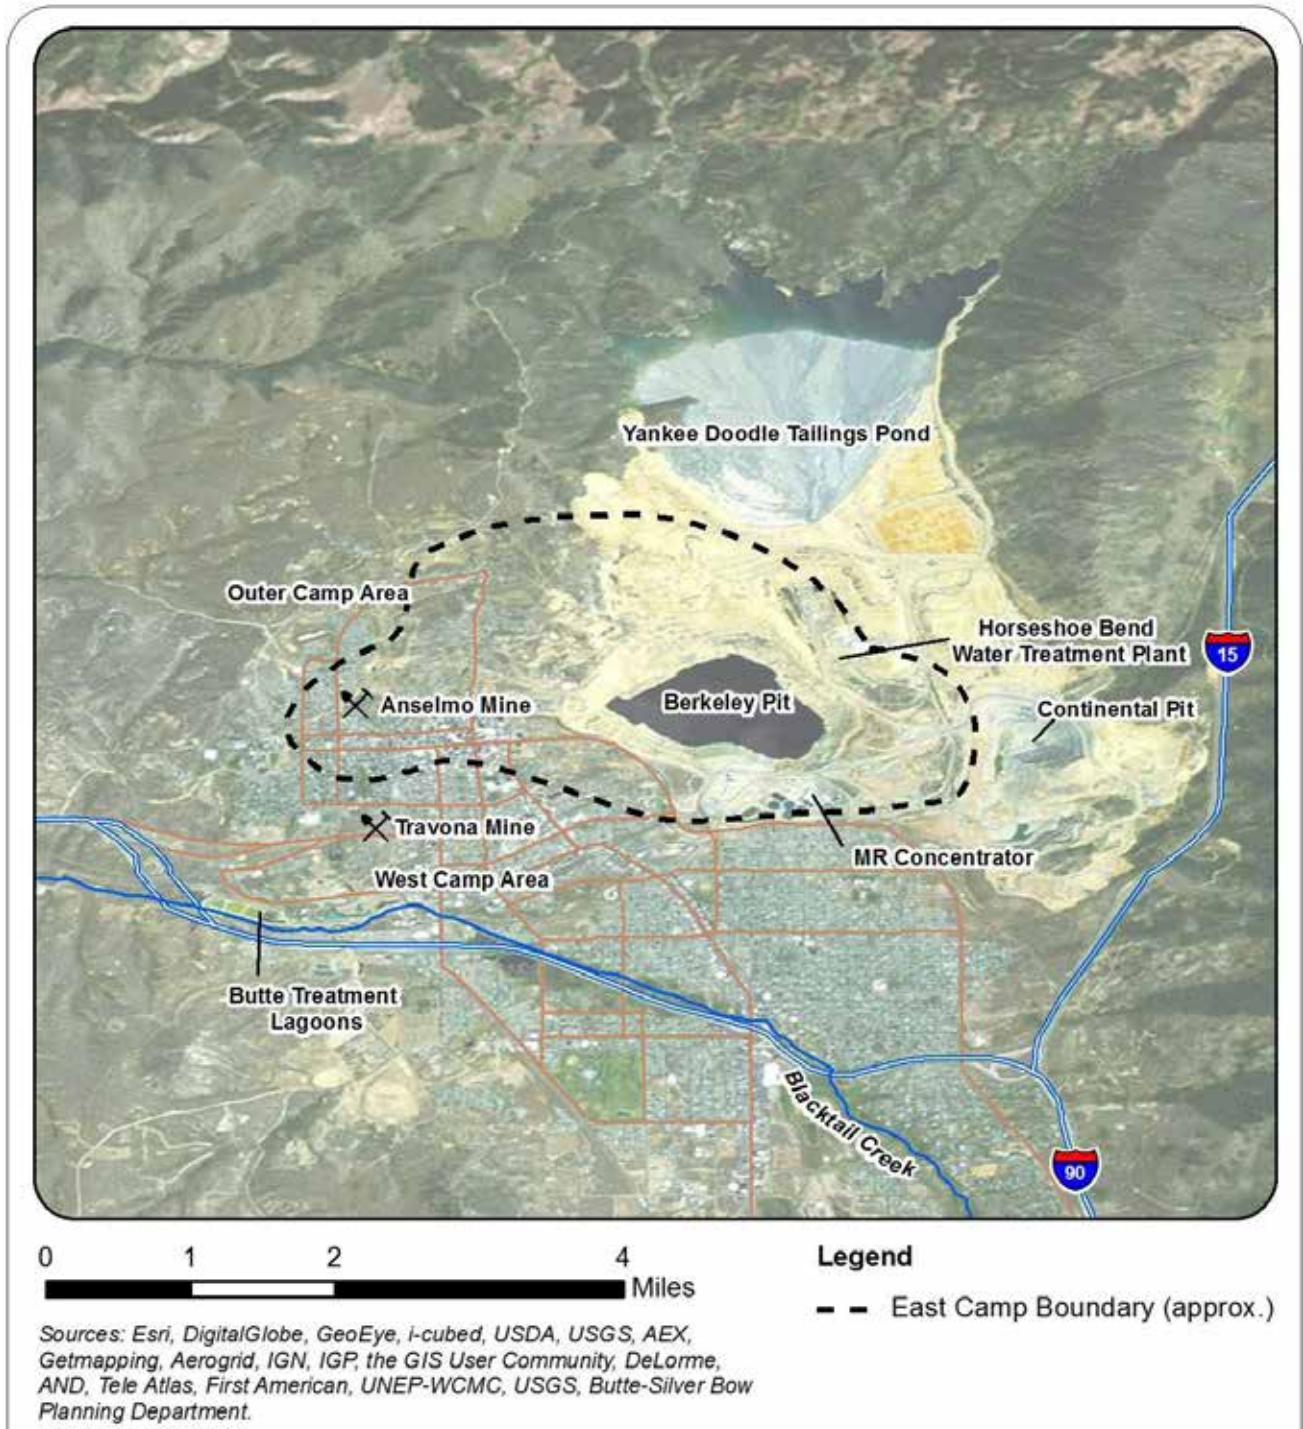 Yankee Doodle Tailings Pond
Outer Camp Area
Horseshoe Bend
Water Treatment Plant
15
Anselmo Mine
Berkeley Pit
Continental Pit
Travona Mine
MR Concentrator
West Camp Area
Butte Treatment
Lagoons
Blacktail Creek
90
0 1 2 4
Miles
Legend
East Camp Boundary (approx.)
Sources: Esri, DigitalGlobe, GeoEye, i-cubed, USDA, USGS, AEX,
Getmapping, Aerogrid, IGN, IGP, the GIS User Community, DeLorme,
AND, Tele Atlas, First American, UNEP-WCMC, USGS, Butte-Silver Bow
Planning Department.